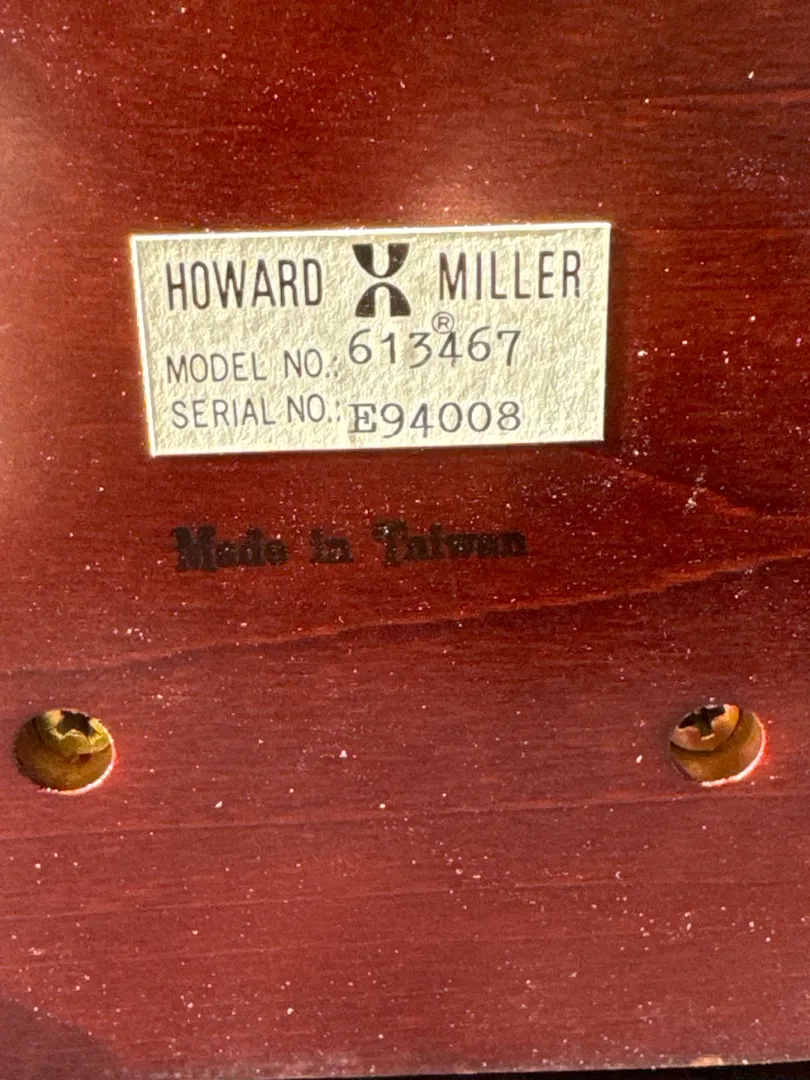 HOWARD MILLER
®
MODEL NO.: 613467
SERIAL NO.: E94008
Made in Taiwan